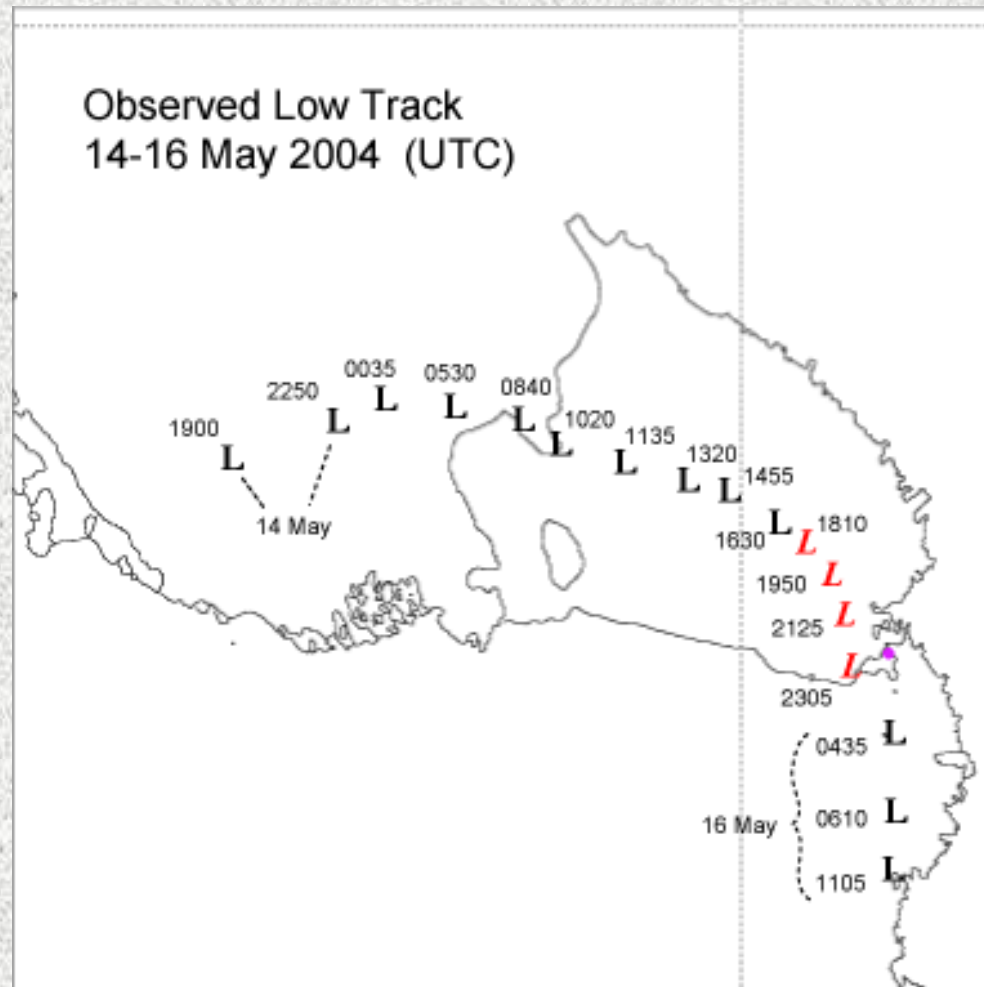 Observed Low Track
14-16 May 2004 (UTC)
0035
0530
2250
0840
L
L
1900
L
L
1020
L
L
1135
L
1320
L
1455
L
14 May
L
1630
1810
L
1950
L
2125
L
2305
L
0435
L
16 May
0610
L
1105
L